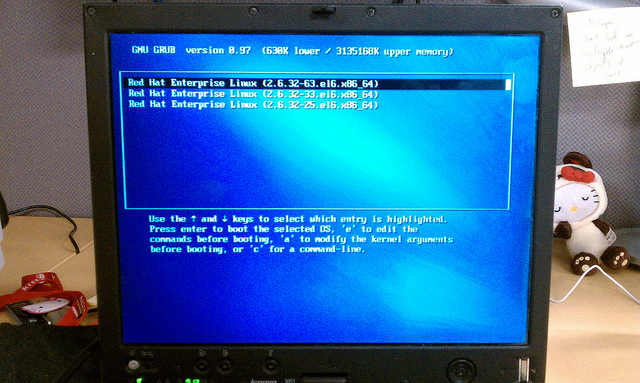 GNU GRUB version 0.97 (630K lower / 3135168K upper memory)
Red Hat Enterprise Linux (2.6.32-63.el6.x86_64)
Red Hat Enterprise Linux (2.6.32-33.el6.x86_64)
Red Hat Enterprise Linux (2.6.32-25.el6.x86_64)
Use the ↑ and ↓ keys to select which entry is highlighted.
Press enter to boot the selected OS, 'e' to edit the
commands before booting, 'a' to modify the kernel arguments
before booting, or 'c' for a command-line.
lenovo X61